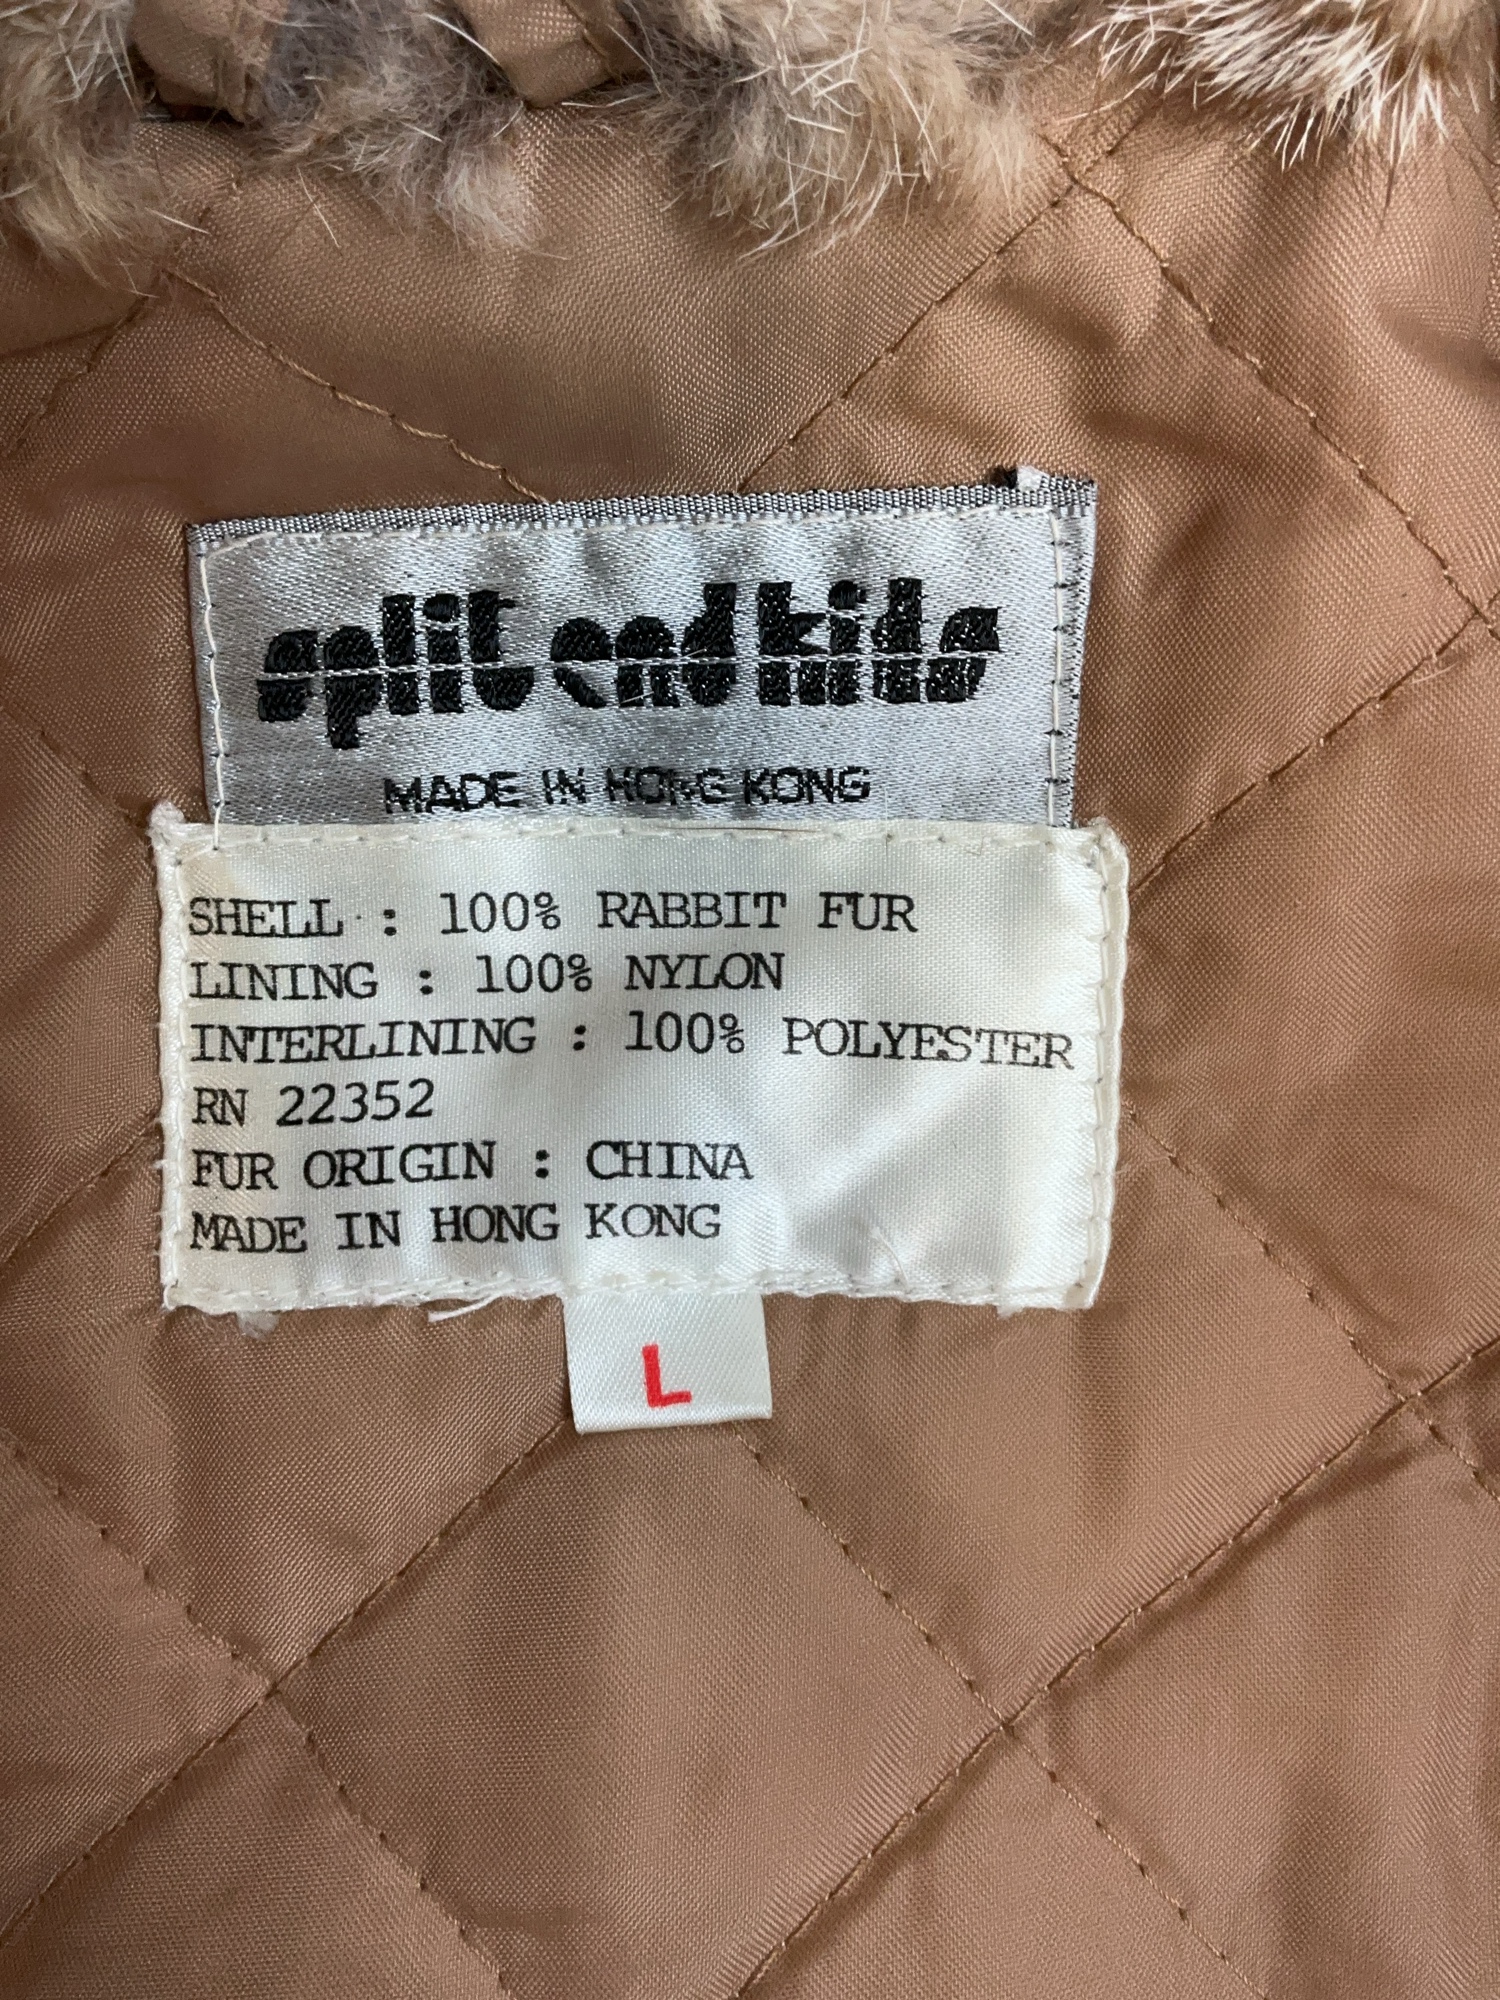 split end kids
MADE IN HONG KONG
SHELL : 100% RABBIT FUR
LINING : 100% NYLON
INTERLINING : 100% POLYESTER
RN 22352
FUR ORIGIN : CHINA
MADE IN HONG KONG
L